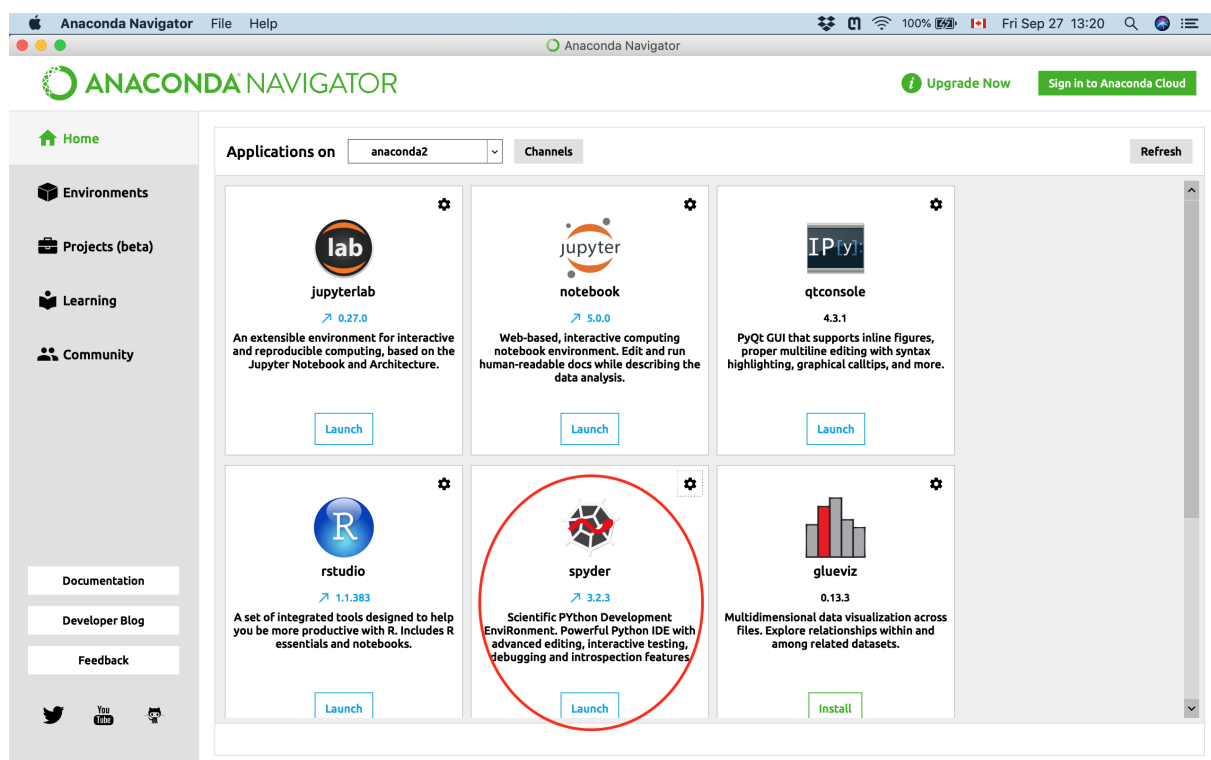 Anaconda Navigator File Help 100% Fri Sep 27 13:20
Anaconda Navigator
ANACONDA NAVIGATOR
i Upgrade Now
Sign in to Anaconda Cloud
Home
Environments
Projects (beta)
Learning
Community
Documentation
Developer Blog
Feedback
You
Tube
Applications on anaconda2 Channels Refresh
lab
jupyterlab
0.27.0
An extensible environment for interactive
and reproducible computing, based on the
Jupyter Notebook and Architecture.
Launch
jupyter
notebook
5.0.0
Web-based, interactive computing
notebook environment. Edit and run
human-readable docs while describing the
data analysis.
Launch
IP[y]:
qtconsole
4.3.1
PyQt GUI that supports inline figures,
proper multiline editing with syntax
highlighting, graphical calltips, and more.
Launch
R
rstudio
1.1.383
A set of integrated tools designed to help
you be more productive with R. Includes R
essentials and notebooks.
Launch
spyder
3.2.3
Scientific PYthon Development
EnviRonment. Powerful Python IDE with
advanced editing, interactive testing,
debugging and introspection features
Launch
glueviz
0.13.3
Multidimensional data visualization across
files. Explore relationships within and
among related datasets.
Install